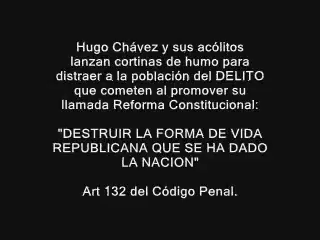 Hugo Chávez y sus acólitos
lanzan cortinas de humo para
distraer a la población del DELITO
que cometen al promover su
llamada Reforma Constitucional:
"DESTRUIR LA FORMA DE VIDA
REPUBLICANA QUE SE HA DADO
LA NACION"
Art 132 del Código Penal.